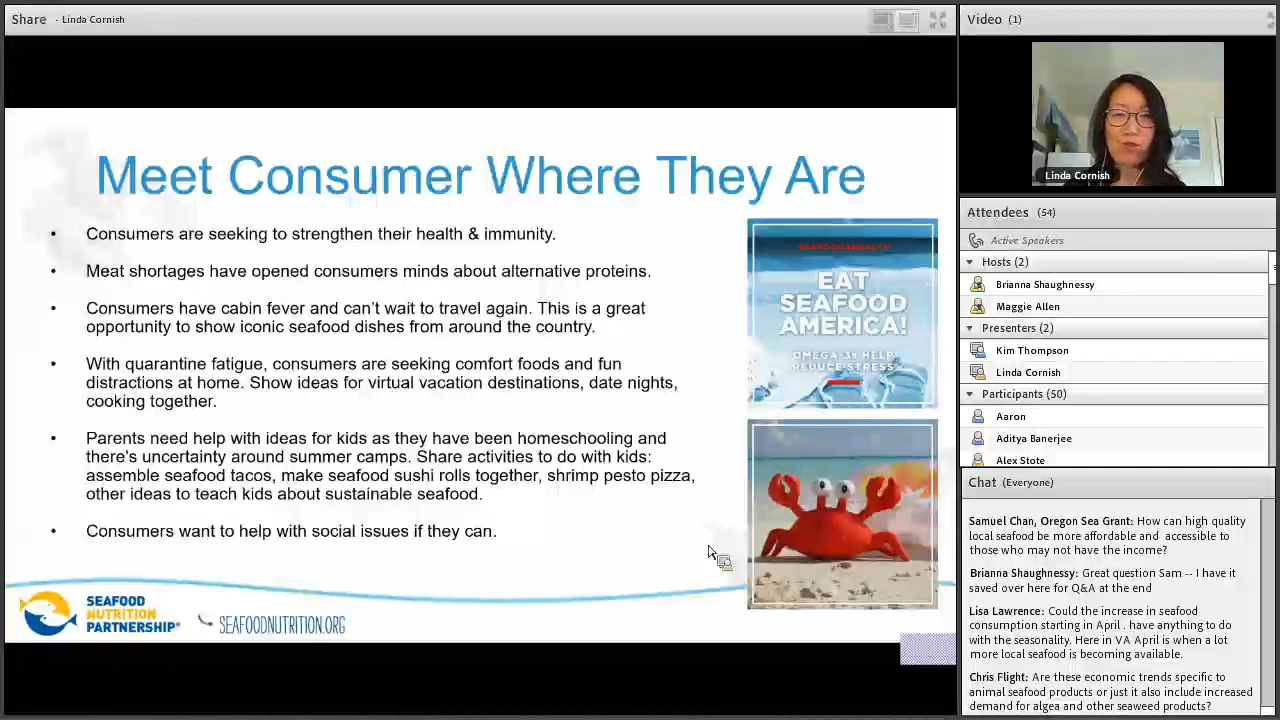 Share - Linda Cornish
Meet Consumer Where They Are
• Consumers are seeking to strengthen their health & immunity.
• Meat shortages have opened consumers minds about alternative proteins.
• Consumers have cabin fever and can't wait to travel again. This is a great
opportunity to show iconic seafood dishes from around the country.
• With quarantine fatigue, consumers are seeking comfort foods and fun
distractions at home. Show ideas for virtual vacation destinations, date nights,
cooking together.
• Parents need help with ideas for kids as they have been homeschooling and
there's uncertainty around summer camps. Share activities to do with kids:
assemble seafood tacos, make seafood sushi rolls together, shrimp pesto pizza,
other ideas to teach kids about sustainable seafood.
• Consumers want to help with social issues if they can.
SEAFOOD4HEALTH
EAT
SEAFOOD
AMERICA!
OMEGA-3s HELP
REDUCE STRESS
SEAFOOD
NUTRITION
PARTNERSHIP®
SEAFOODNUTRITION.ORG
Video (1)
Linda Cornish
Attendees (54)
Active Speakers
Hosts (2)
Brianna Shaughnessy
Maggie Allen
Presenters (2)
Kim Thompson
Linda Cornish
Participants (50)
Aaron
Aditya Banerjee
Alex Stote
Chat (Everyone)
Samuel Chan, Oregon Sea Grant: How can high quality
local seafood be more affordable and accessible to
those who may not have the income?
Brianna Shaughnessy: Great question Sam -- I have it
saved over here for Q&A at the end
Lisa Lawrence: Could the increase in seafood
consumption starting in April . have anything to do
with the seasonality. Here in VA April is when a lot
more local seafood is becoming available.
Chris Flight: Are these economic trends specific to
animal seafood products or just it also include increased
demand for algea and other seaweed products?